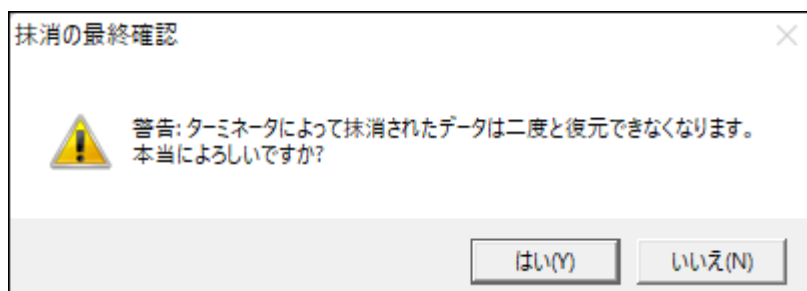 抹消の最終確認
警告: ターミネータによって抹消されたデータは二度と復元できなくなります。
本当によろしいですか?
はい(Y)
いいえ(N)